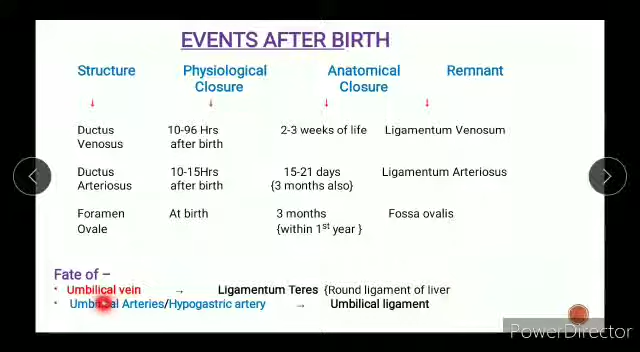 EVENTS AFTER BIRTH
Structure Physiological Anatomical Remnant
Closure Closure
Ductus 10-96 Hrs 2-3 weeks of life Ligamentum Venosum
Venosus after birth
Ductus 10-15Hrs 15-21 days Ligamentum Arteriosus
Arteriosus after birth {3 months also}
Foramen At birth 3 months Fossa ovalis
Ovale {within 1st year }
Fate of –
• Umbilical vein → Ligamentum Teres {Round ligament of liver
• Umbilical Arteries/Hypogastric artery → Umbilical ligament
PowerDirector